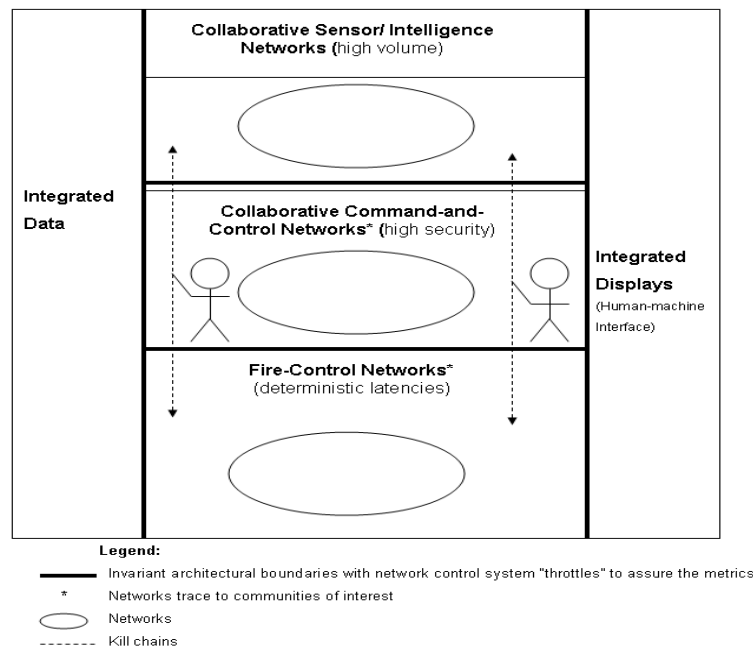 Collaborative Sensor/ Intelligence
Networks (high volume)
Integrated
Data
Collaborative Command-and-
Control Networks* (high security)
Integrated
Displays
(Human-machine
Interface)
Fire-Control Networks*
(deterministic latencies)
Legend:
Invariant architectural boundaries with network control system "throttles" to assure the metrics
* Networks trace to communities of interest
Networks
Kill chains